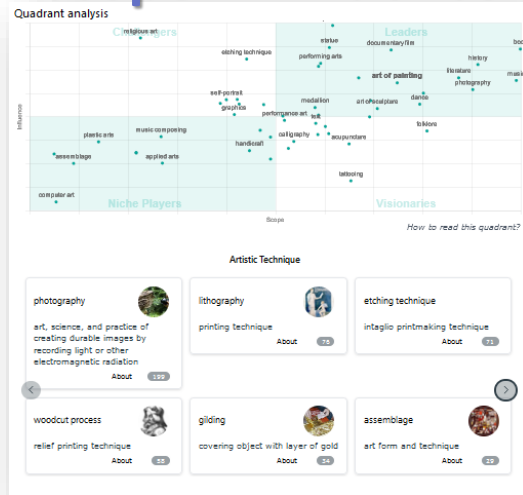 Quadrant analysis
religious art
Leaders
statue
documentary film
etching technique
performing arts
history
art of painting
literature
photography
self-portrait
graphics
medallion
art of sculpture
dance
performance art
folklore
plastic arts
music composing
calligraphy
acupuncture
handicraft
assemblage
applied arts
tattooing
computer art
Niche Players
Visionaries
Influence
Scope
How to read this quadrant?
Artistic Technique
photography
art, science, and practice of
creating durable images by
recording light or other
electromagnetic radiation
About 199
lithography
printing technique
About 76
etching technique
intaglio printmaking technique
About 71
woodcut process
relief printing technique
About
gilding
covering object with layer of gold
About 34
assemblage
art form and technique
About